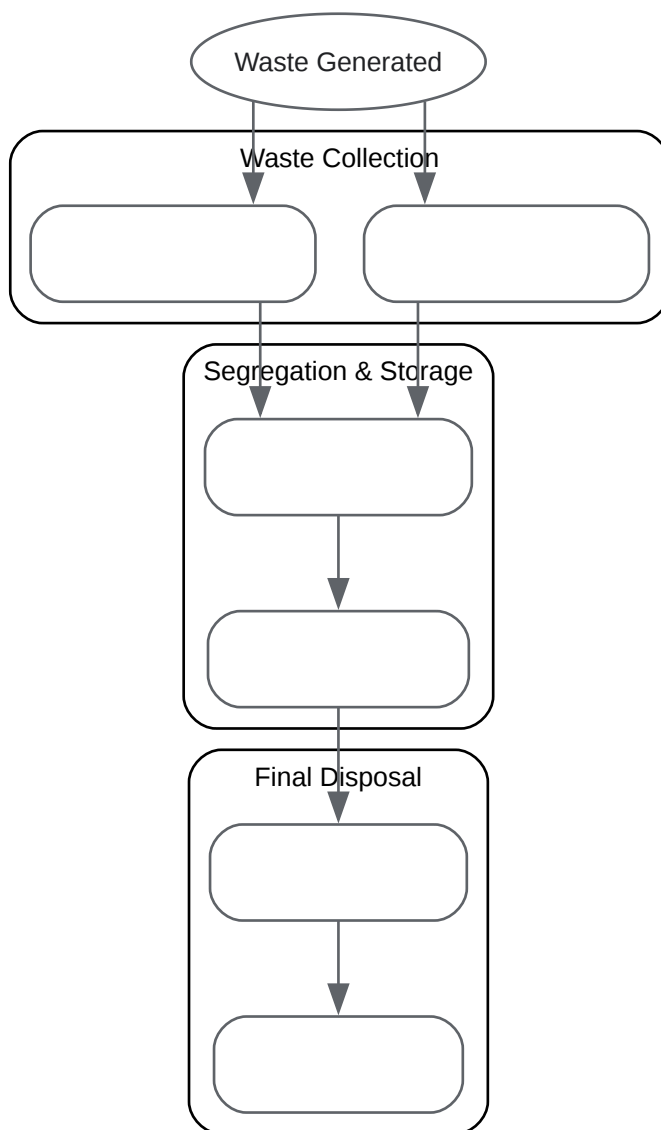 Waste Generated
Waste Collection
Segregation & Storage
Final Disposal